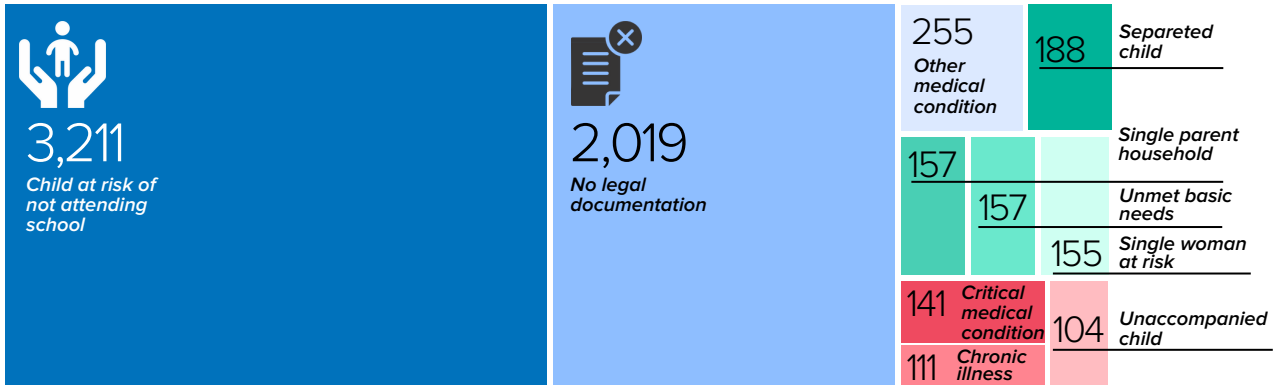 3,211
Child at risk of
not attending
school
2,019
No legal
documentation
255
Other
medical
condition
188
Separeted
child
157
Single parent
household
157
Unmet basic
needs
155
Single woman
at risk
141
Critical
medical
condition
111
Chronic
illness
104
Unaccompanied
child